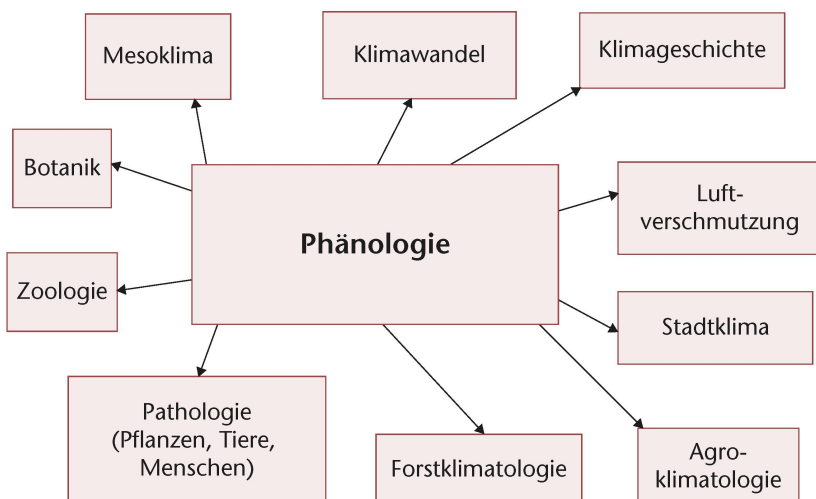 Mesoklima
Klimawandel
Klimageschichte
Botanik
Phänologie
Luft-
verschmutzung
Zoologie
Stadtklima
Pathologie
(Pflanzen, Tiere,
Menschen)
Forstklimatologie
Agro-
klimatologie